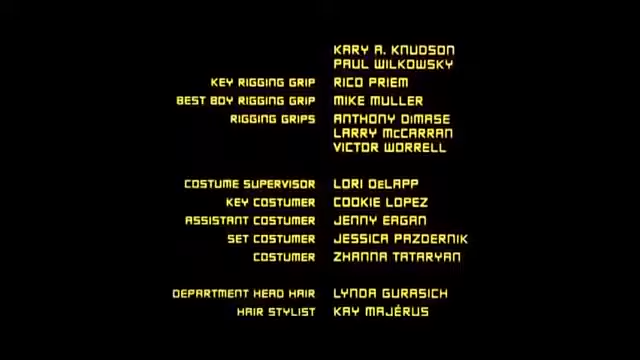 KARY A. KNUDSON
PAUL WILKOWSKY
KEY RIGGING GRIP RICO PRIEM
BEST BOY RIGGING GRIP MIKE MULLER
RIGGING GRIPS ANTHONY DiMASE
LARRY McCARRAN
VICTOR WORRELL
COSTUME SUPERVISOR LORI DeLAPP
KEY COSTUMER COOKIE LOPEZ
ASSISTANT COSTUMER JENNY EAGAN
SET COSTUMER JESSICA PAZDERNIK
COSTUMER ZHANNA TATARYAN
DEPARTMENT HEAD HAIR LYNDA GURASICH
HAIR STYLIST KAY MAJÉRUS